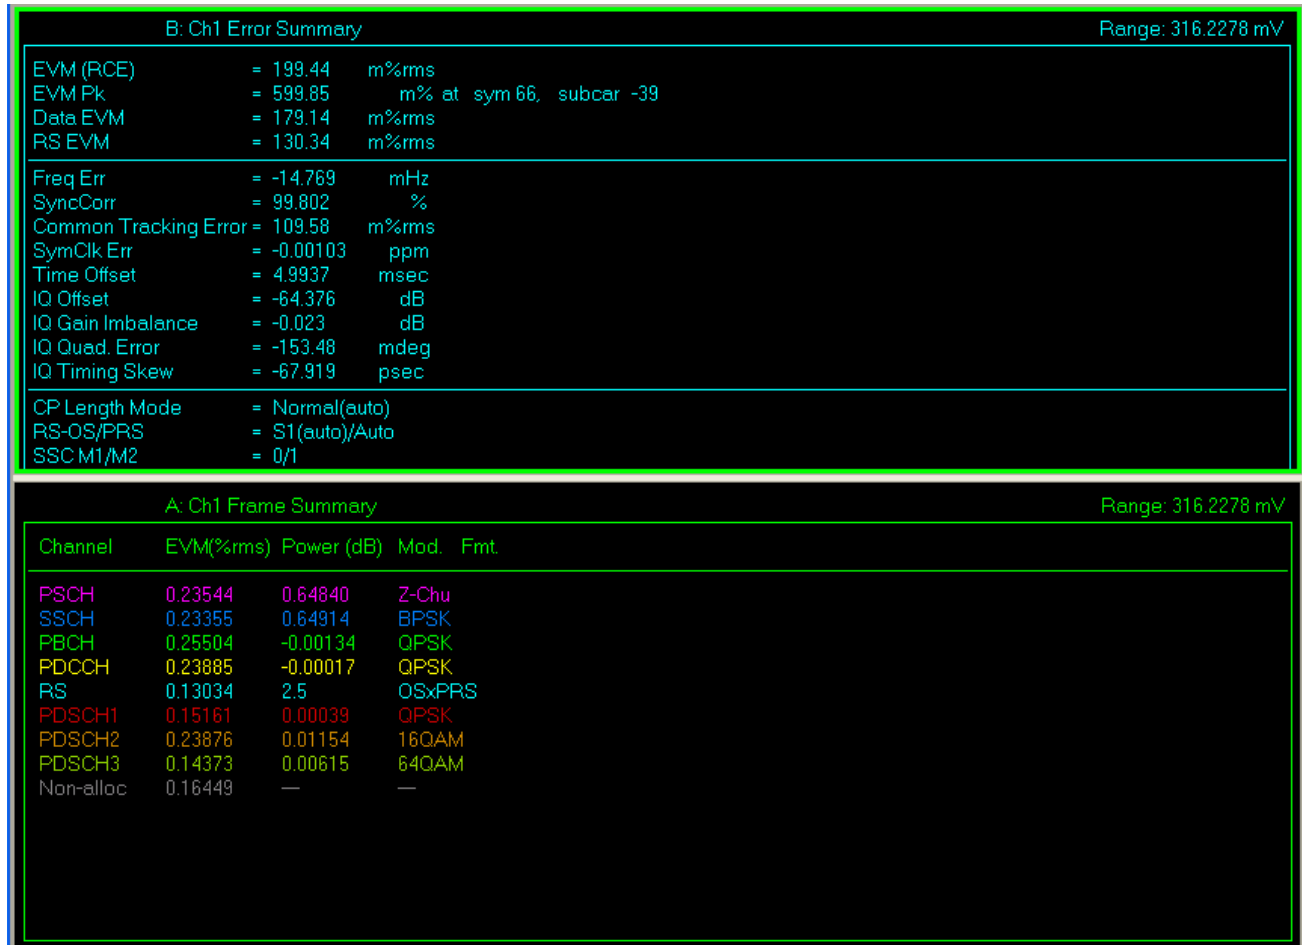 B: Ch1 Error Summary Range: 316.2278 mV
EVM (RCE) = 199.44 m%rms
EVM Pk = 599.85 m% at sym 66, subcar -39
Data EVM = 179.14 m%rms
RS EVM = 130.34 m%rms
Freq Err = -14.769 mHz
SyncCorr = 99.802 %
Common Tracking Error = 109.58 m%rms
SymClk Err = -0.00103 ppm
Time Offset = 4.9937 msec
IQ Offset = -64.376 dB
IQ Gain Imbalance = -0.023 dB
IQ Quad. Error = -153.48 mdeg
IQ Timing Skew = -67.919 psec
CP Length Mode = Normal(auto)
RS-OS/PRS = S1(auto)/Auto
SSC M1/M2 = 0/1
A: Ch1 Frame Summary Range: 316.2278 mV
Channel EVM(%rms) Power (dB) Mod. Fmt.
PSCH 0.23544 0.64840 Z-Chu
SSCH 0.23355 0.64914 BPSK
PBCH 0.25504 -0.00134 QPSK
PDCCH 0.23885 -0.00017 QPSK
RS 0.13034 2.5 OSxPRS
PDSCH1 0.15161 0.00039 QPSK
PDSCH2 0.23876 0.01154 16QAM
PDSCH3 0.14373 0.00615 64QAM
Non-alloc 0.16449 — —